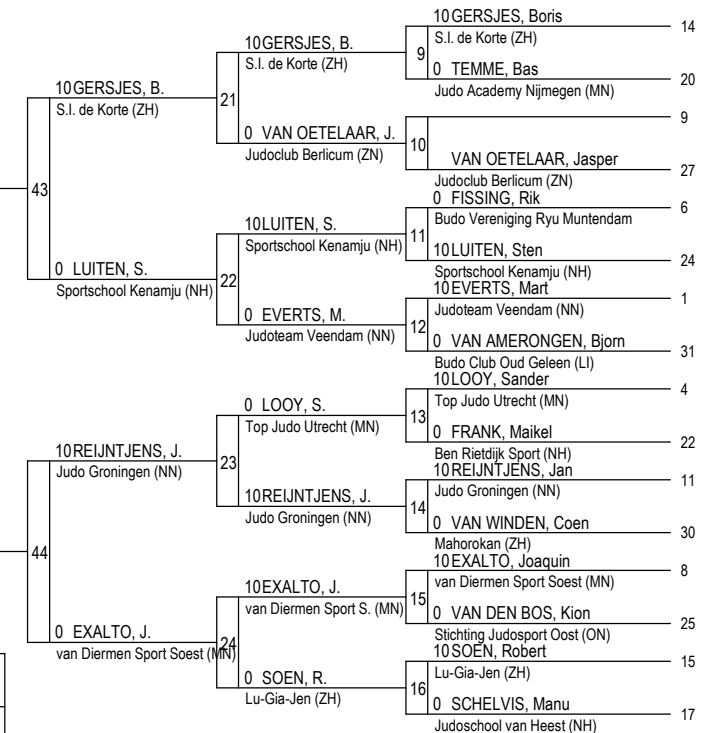 10 GERSJES, Boris
14
S.I. de Korte (ZH)
9
0 TEMME, Bas
20
Judo Academy Nijmegen (MN)
10 GERSJES, B.
S.I. de Korte (ZH)
21
0 VAN OETELAAR, J.
Judoclub Berlicum (ZN)
9
10
VAN OETELAAR, Jasper
27
Judoclub Berlicum (ZN)
10 GERSJES, B.
S.I. de Korte (ZH)
43
0 LUITEN, S.
Sportschool Kenamju (NH)
0 FISSING, Rik
6
Budo Vereniging Ryu Muntendam
11
10 LUITEN, Sten
24
Sportschool Kenamju (NH)
10 LUITEN, S.
Sportschool Kenamju (NH)
22
0 EVERTS, M.
Judoteam Veendam (NN)
10 EVERTS, Mart
1
Judoteam Veendam (NN)
12
0 VAN AMERONGEN, Bjorn
31
Budo Club Oud Geleen (LI)
10 LOOY, Sander
4
Top Judo Utrecht (MN)
13
0 FRANK, Maikel
22
Ben Rietdijk Sport (NH)
0 LOOY, S.
Top Judo Utrecht (MN)
23
10 REIJNTJENS, J.
Judo Groningen (NN)
10 REIJNTJENS, Jan
11
Judo Groningen (NN)
14
0 VAN WINDEN, Coen
30
Mahorokan (ZH)
10 REIJNTJENS, J.
Judo Groningen (NN)
44
0 EXALTO, J.
van Diermen Sport Soest (MN)
10 EXALTO, Joaquin
8
van Diermen Sport Soest (MN)
15
0 VAN DEN BOS, Kion
25
Stichting Judosport Oost (ON)
10 EXALTO, J.
van Diermen Sport S. (MN)
24
0 SOEN, R.
Lu-Gia-Jen (ZH)
10 SOEN, Robert
15
Lu-Gia-Jen (ZH)
16
0 SCHELVIS, Manu
17
Judoschool van Heest (NH)